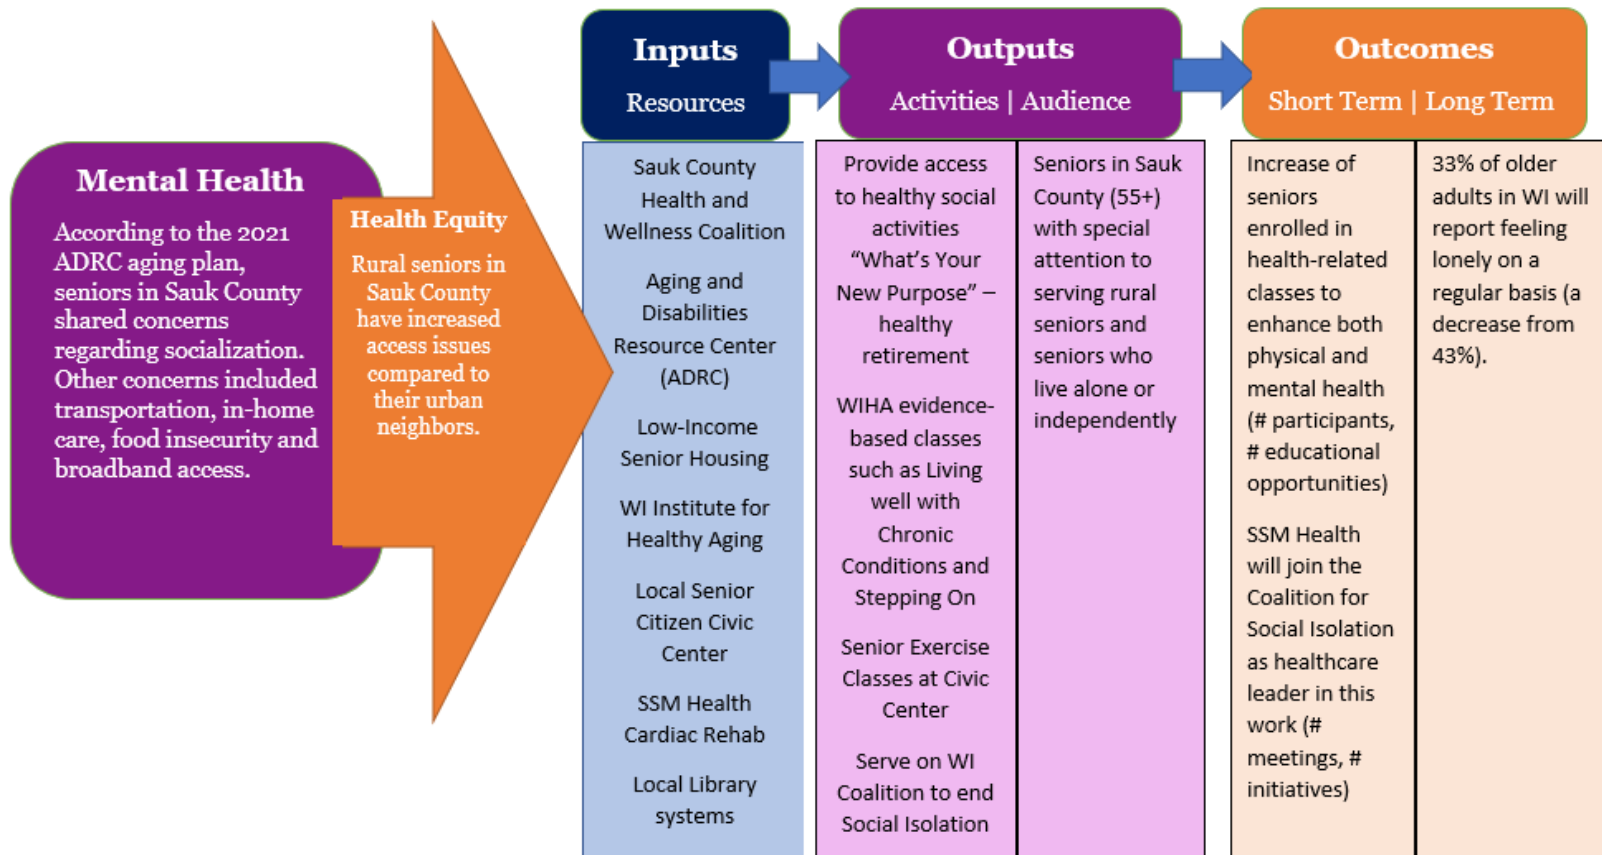 Mental Health
According to the 2021
ADRC aging plan,
seniors in Sauk County
shared concerns
regarding socialization.
Other concerns included
transportation, in-home
care, food insecurity and
broadband access.
Health Equity
Rural seniors in
Sauk County
have increased
access issues
compared to
their urban
neighbors.
Inputs
Resources
Sauk County
Health and
Wellness Coalition
Aging and
Disabilities
Resource Center
(ADRC)
Low-Income
Senior Housing
WI Institute for
Healthy Aging
Local Senior
Citizen Civic
Center
SSM Health
Cardiac Rehab
Local Library
systems
Outputs
Activities | Audience
Provide access
to healthy social
activities
“What’s Your
New Purpose” –
healthy
retirement
WIHA evidence-
based classes
such as Living
well with
Chronic
Conditions and
Stepping On
Senior Exercise
Classes at Civic
Center
Serve on WI
Coalition to end
Social Isolation
Seniors in Sauk
County (55+)
with special
attention to
serving rural
seniors and
seniors who
live alone or
independently
Outcomes
Short Term | Long Term
Increase of
seniors
enrolled in
health-related
classes to
enhance both
physical and
mental health
(# participants,
# educational
opportunities)
SSM Health
will join the
Coalition for
Social Isolation
as healthcare
leader in this
work (#
meetings, #
initiatives)
33% of older
adults in WI will
report feeling
lonely on a
regular basis (a
decrease from
43%).